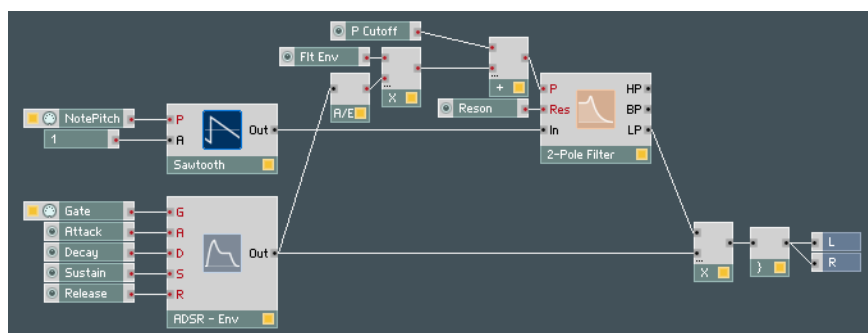 P Cutoff
Flt Env
...
X
...
+
A/E
Reson
P
Res
In
HP
BP
LP
2-Pole Filter
NotePitch
1
P
A
Out
Sawtooth
Gate
Attack
Decay
Sustain
Release
G
A
D
S
R
Out
ADSR - Env
...
X
}
L
R